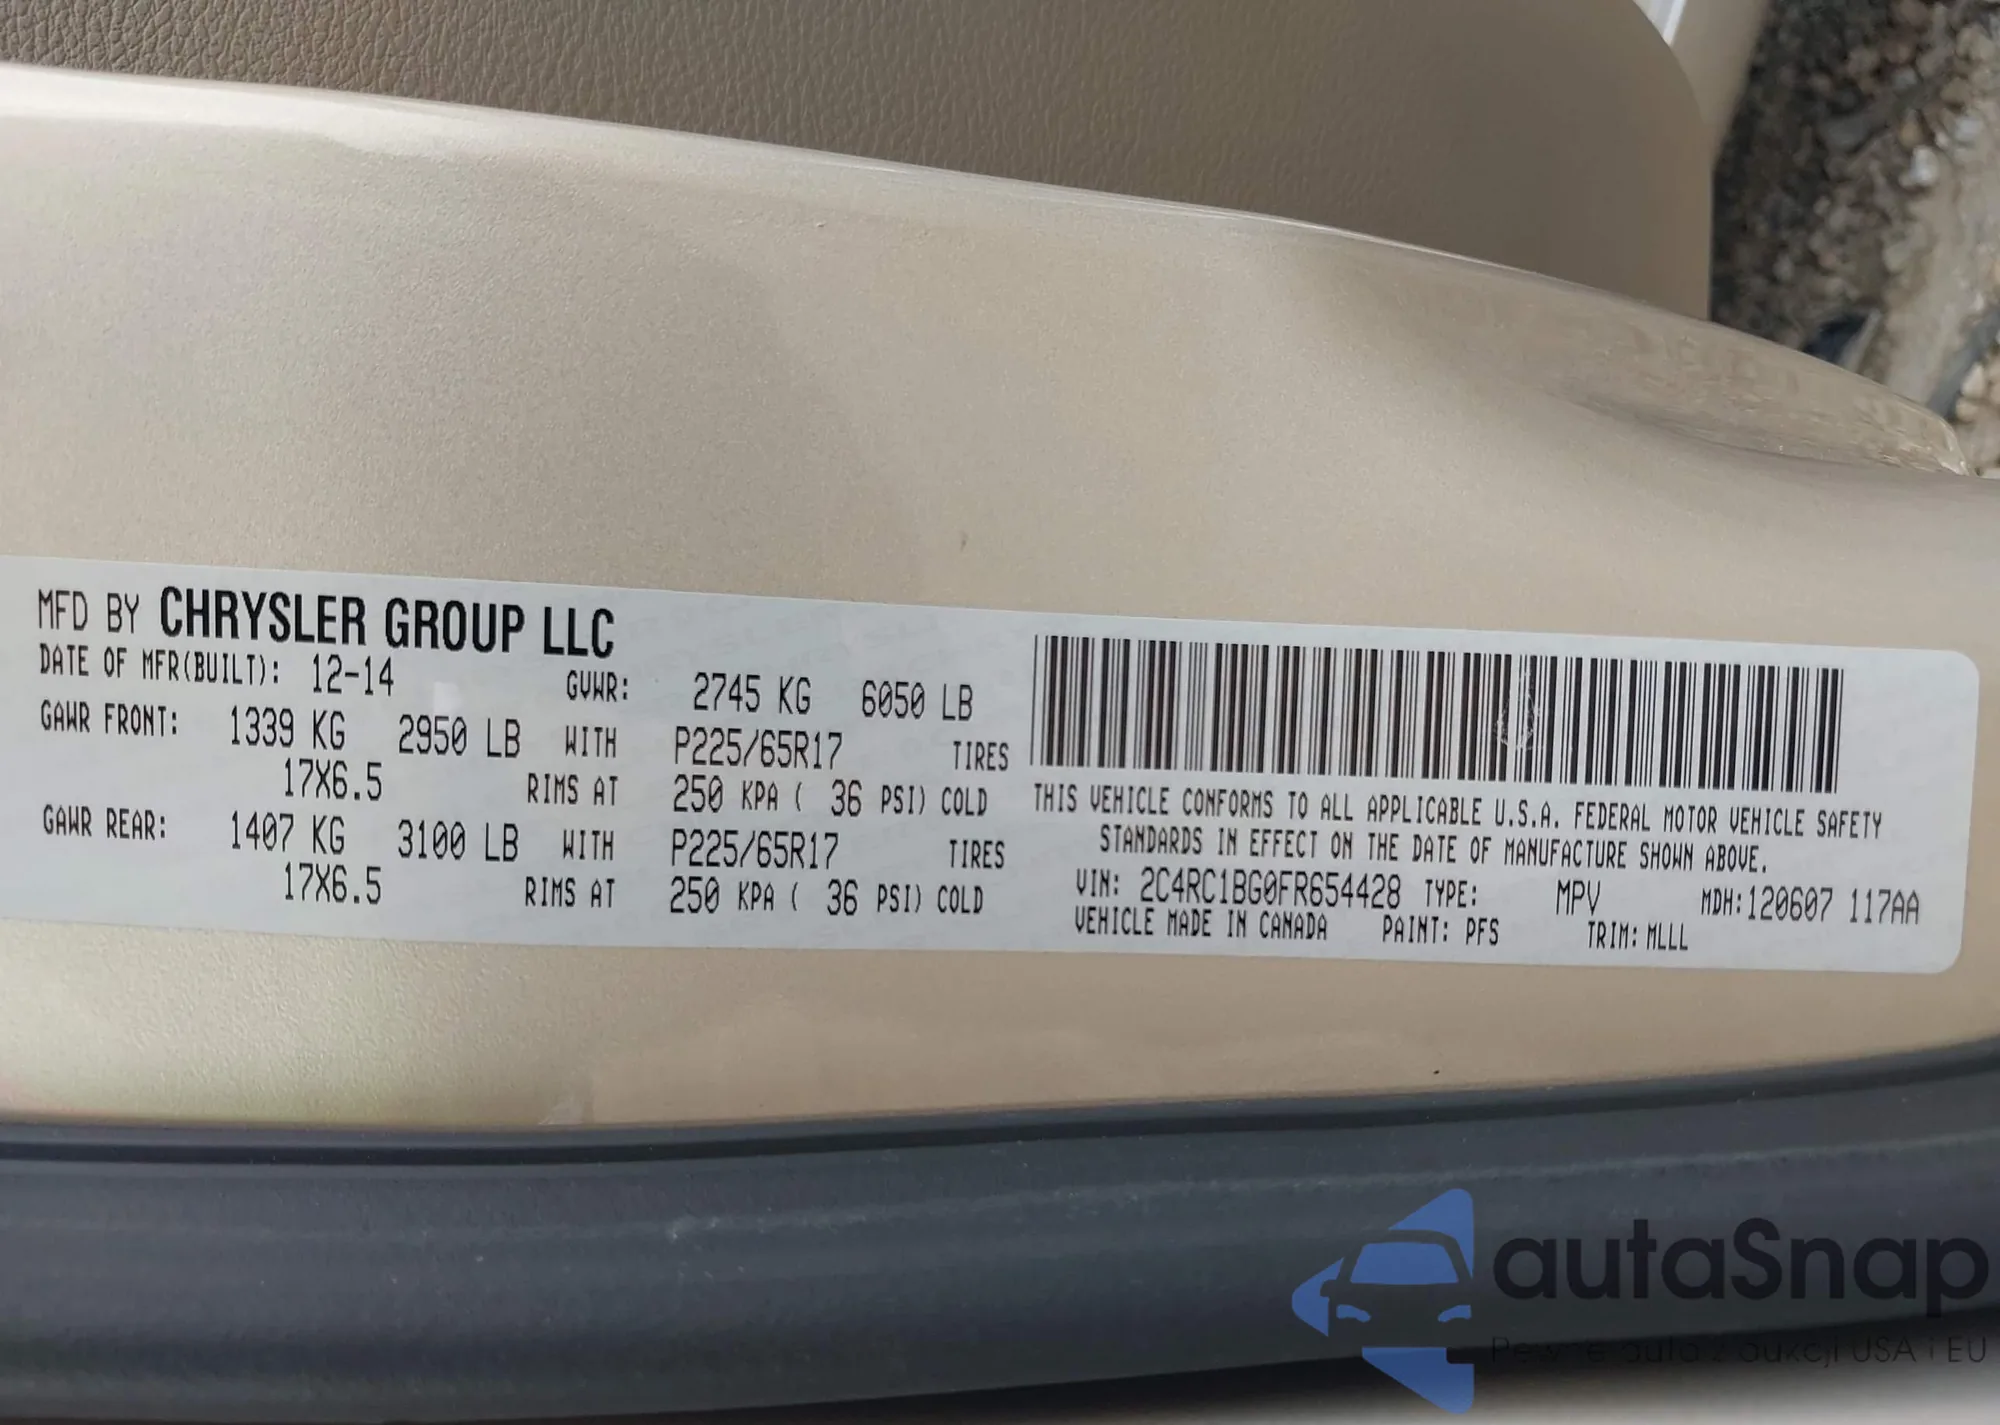 MFD BY CHRYSLER GROUP LLC
DATE OF MFR(BUILT): 12-14 GVWR: 2745 KG 6050 LB
GAWR FRONT: 1339 KG 2950 LB WITH P225/65R17 TIRES
17X6.5 RIMS AT 250 KPA ( 36 PSI) COLD
GAWR REAR: 1407 KG 3100 LB WITH P225/65R17 TIRES
17X6.5 RIMS AT 250 KPA ( 36 PSI) COLD
THIS VEHICLE CONFORMS TO ALL APPLICABLE U.S.A. FEDERAL MOTOR VEHICLE SAFETY
STANDARDS IN EFFECT ON THE DATE OF MANUFACTURE SHOWN ABOVE.
VIN: 2C4RC1BG0FR654428 TYPE: MPV MDH:120607 117AA
VEHICLE MADE IN CANADA PAINT: PFS TRIM: MLLL
autaSnap
auta z aukcji USA i EU